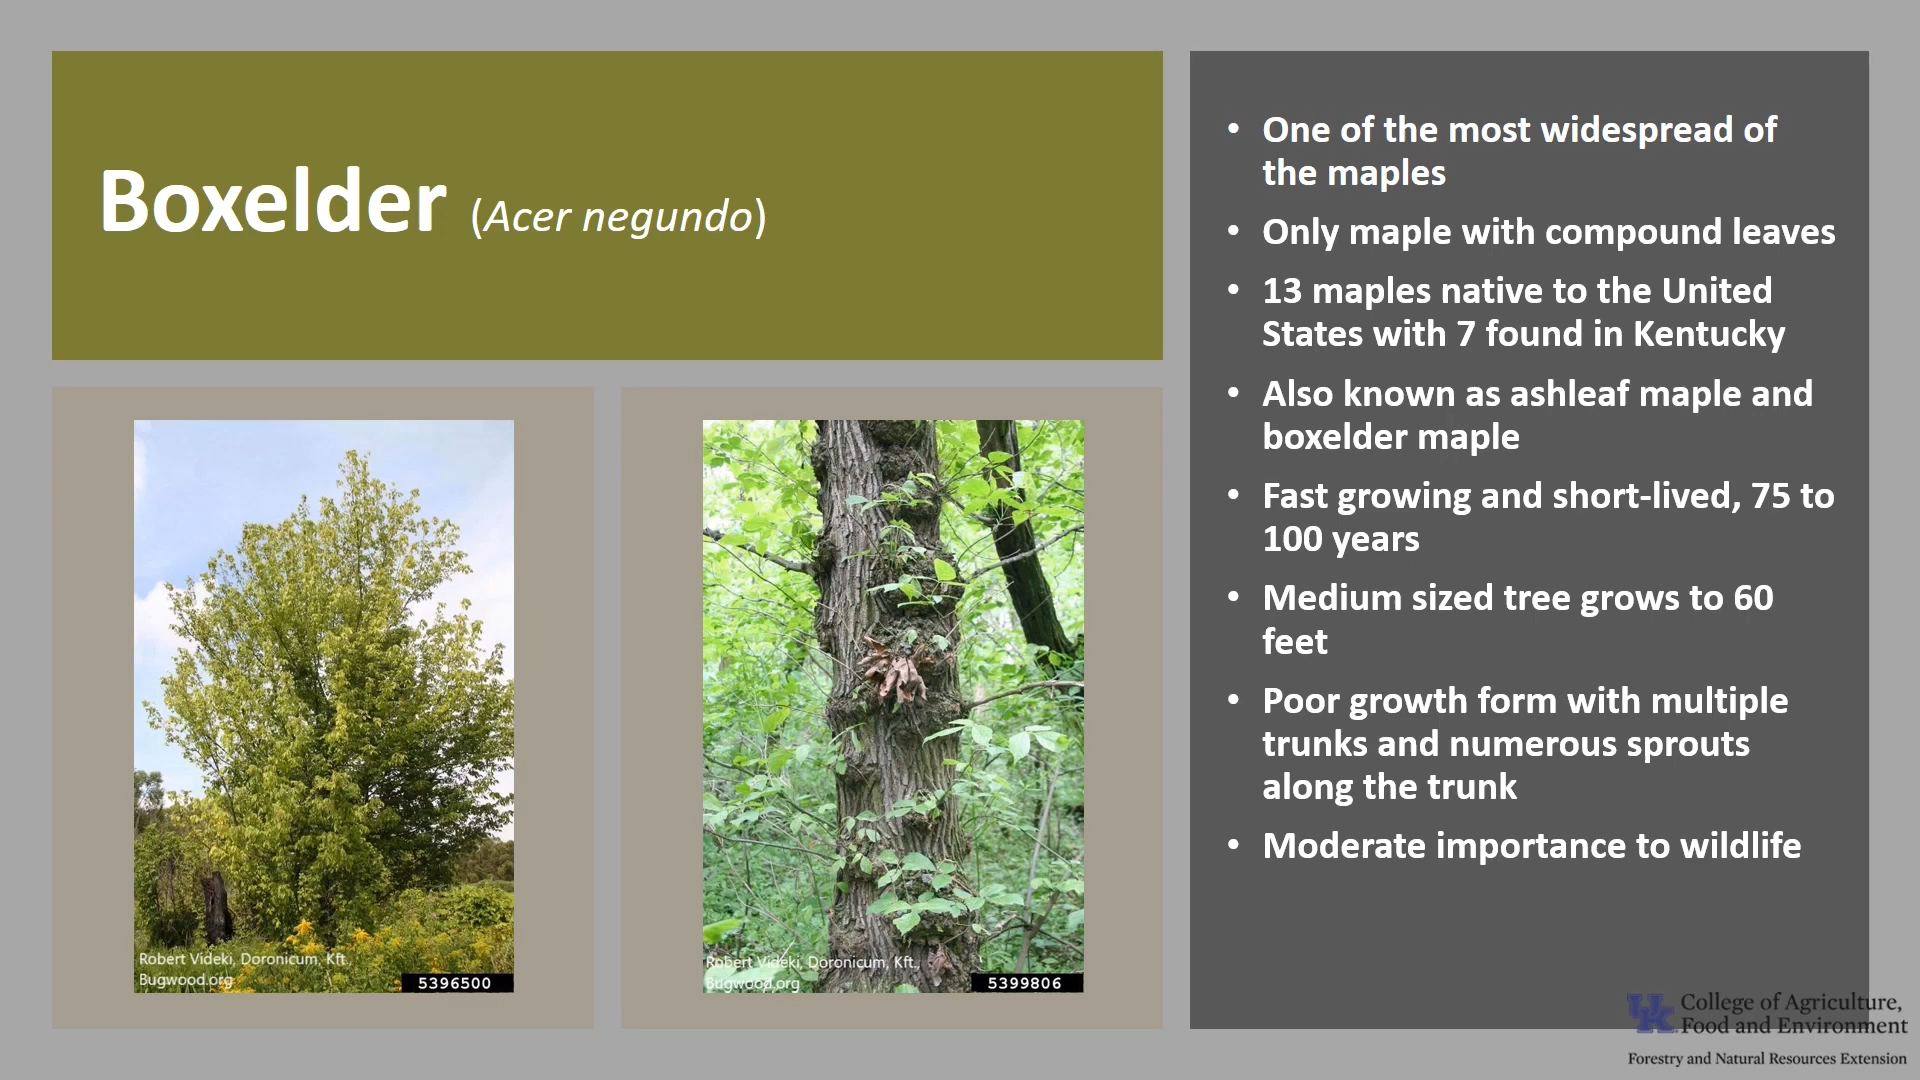 Boxelder (Acer negundo)
• One of the most widespread of
the maples
• Only maple with compound leaves
• 13 maples native to the United
States with 7 found in Kentucky
• Also known as ashleaf maple and
boxelder maple
• Fast growing and short-lived, 75 to
100 years
• Medium sized tree grows to 60
feet
• Poor growth form with multiple
trunks and numerous sprouts
along the trunk
• Moderate importance to wildlife
Robert Videki, Doronicum, Kft.,
Bugwood.org
5396500
Robert Videki, Doronicum, Kft.,
Bugwood.org
5399806
UK College of Agriculture,
Food and Environment
Forestry and Natural Resources Extension